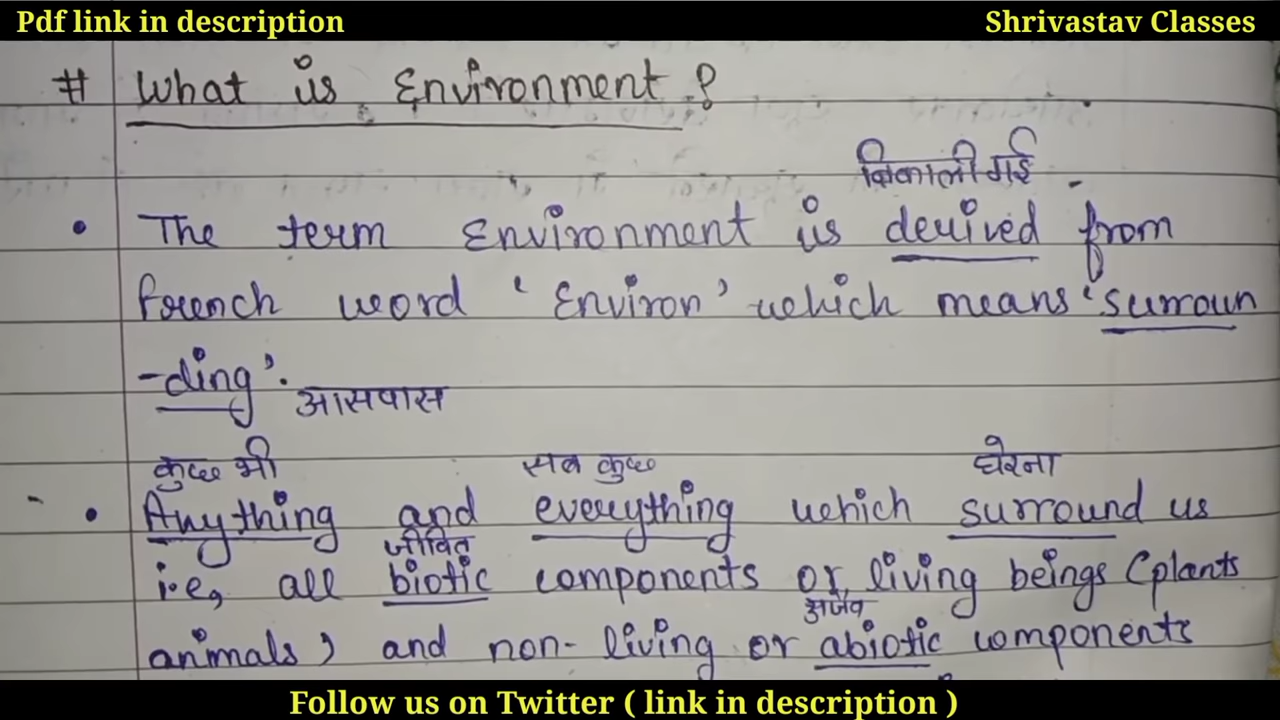 Pdf link in description
Shrivastav Classes
# What is Environment ?
निकाली गई
• The term Environment is derived from
french word ‘Environ’ which means ‘surroun
-ding’.
आसपास
कुछ भी सब कुछ घेरना
• Anything and everything which surround us
जीवित
i.e, all biotic components or living beings (plants
अजैव
animals) and non-living or abiotic components
Follow us on Twitter ( link in description )